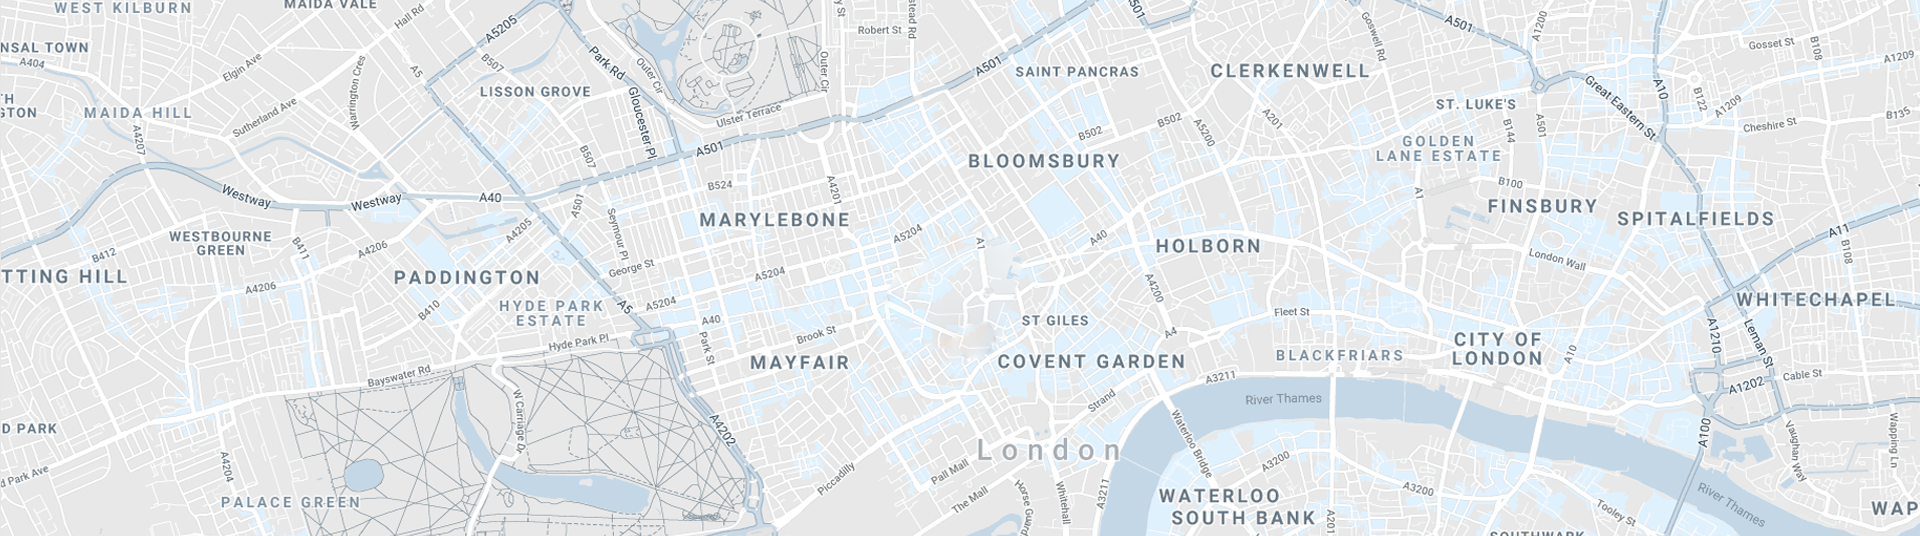 WEST KILBURN
MAIDA VALE
Hall Rd
A5205
Robert St
A501
A501
A1200
Goswell Rd
Gosset St
B108
A1209
A404
Elgin Ave
A5
B507
Park Rd
Outer Cir
Outer Cir
SAINT PANCRAS
CLERKENWELL
A10
Warrington Cres
LISSON GROVE
Gloucester Pl
Great Eastern St
B122
A1209
MAIDA HILL
Sutherland Ave
Ulster Terrace
ST. LUKE'S
B135
A4207
A501
B502
B502
A5200
A201
B144
A501
Cheshire St
GOLDEN
LANE ESTATE
B507
BLOOMSBURY
B524
A4201
B100
Westway
Westway
A40
A501
A1
FINSBURY
MARYLEBONE
SPITALFIELDS
WESTBOURNE
GREEN
A4205
Seymour Pl
A5204
A1
A40
HOLBORN
A11
B412
B411
A4206
London Wall
B108
TTING HILL
PADDINGTON
George St
A5204
A4206
A4200
WHITECHAPEL
HYDE PARK
ESTATE
B410
A5
A5204
A40
ST GILES
Fleet St
Brook St
A4
CITY OF
LONDON
A1210
Leman St
Hyde Park Pl
Park St
MAYFAIR
COVENT GARDEN
BLACKFRIARS
A10
Bayswater Rd
A3211
Cable St
A1202
W Carriage Dr
Strand
River Thames
D PARK
A4202
Waterloo Bridge
A100
Vaughan Way
Wapping Ln
London
A4204
d Park Ave
Piccadilly
Pall Mall
A3200
PALACE GREEN
The Mall
Whitehall
A3211
WATERLOO
SOUTH BANK
A3200
River Thames
WAP
A201
Tooley St
SOUTHWARK